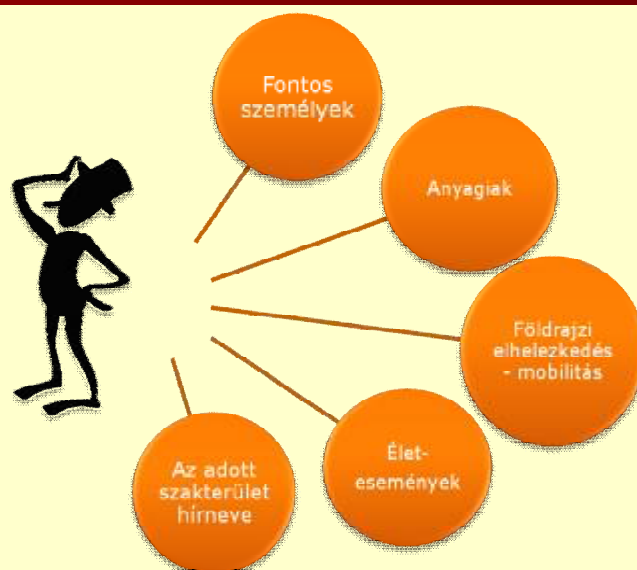 Fontos
személyek
Anyagiak
Földrajzi
elhelezkedés
- mobilitás
Élet-
események
Az adott
szakterület
hírneve